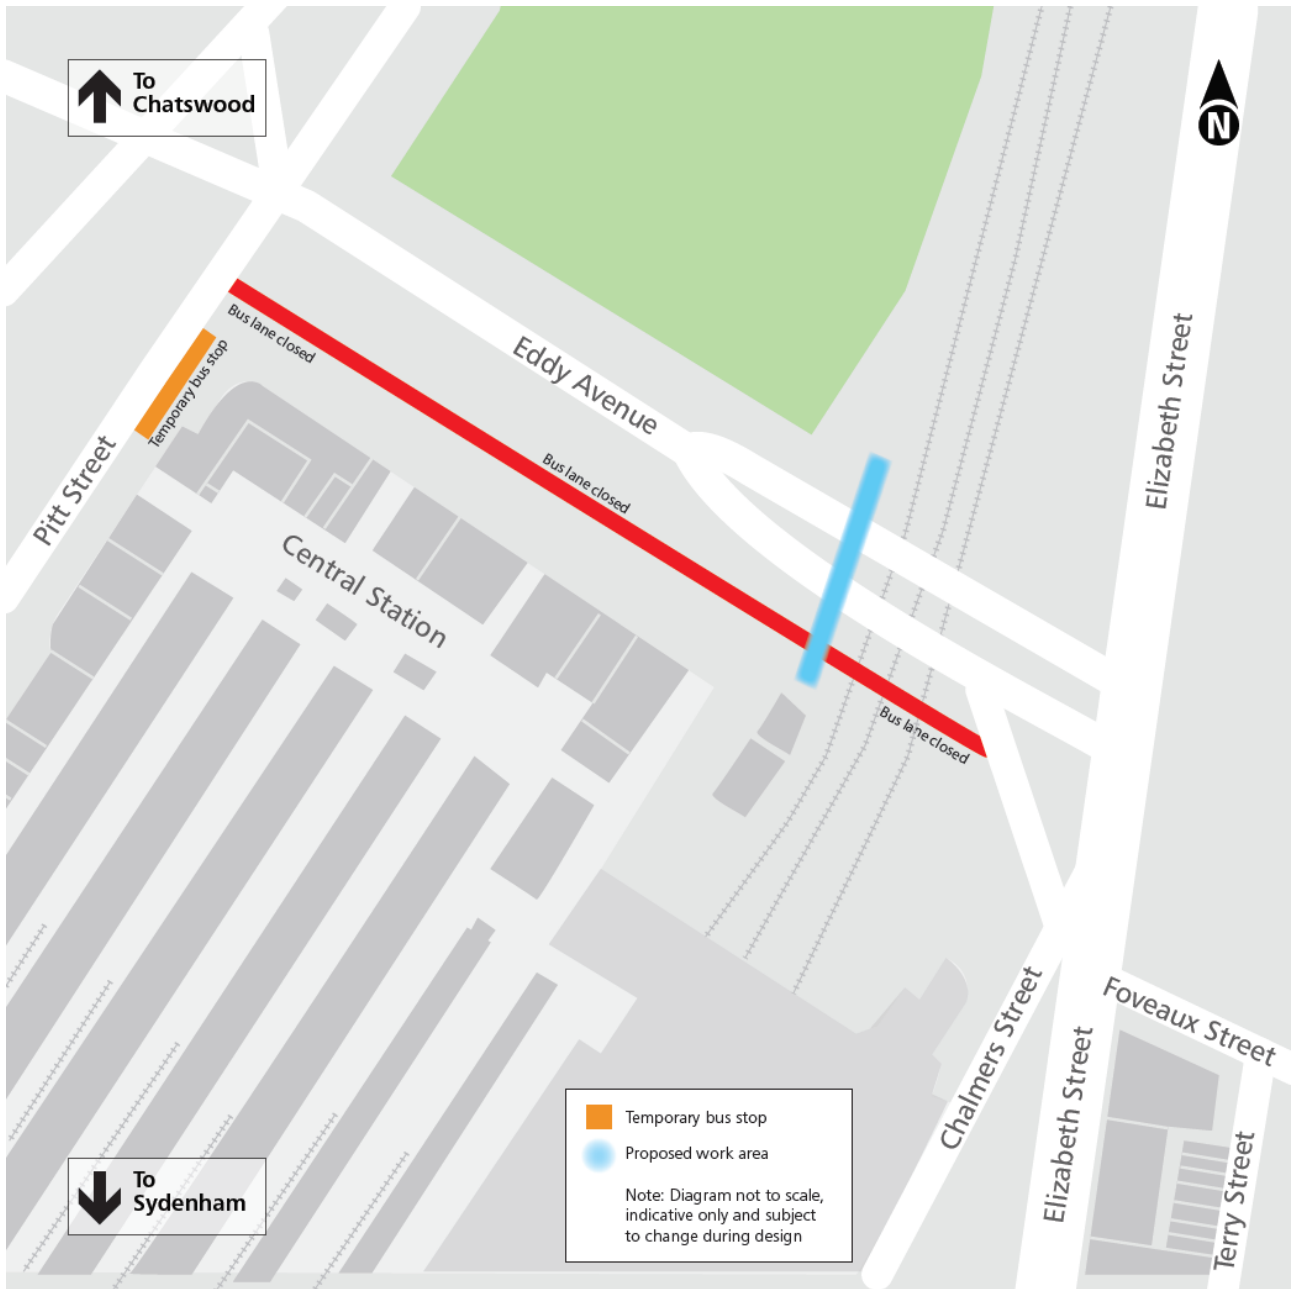 To
Chatswood
N
Bus lane closed
Temporary bus stop
Eddy Avenue
Elizabeth Street
Pitt Street
Bus lane closed
Central Station
Bus lane closed
Foveaux Street
Chalmers Street
Elizabeth Street
Terry Street
To
Sydenham
Temporary bus stop
Proposed work area
Note: Diagram not to scale,
indicative only and subject
to change during design